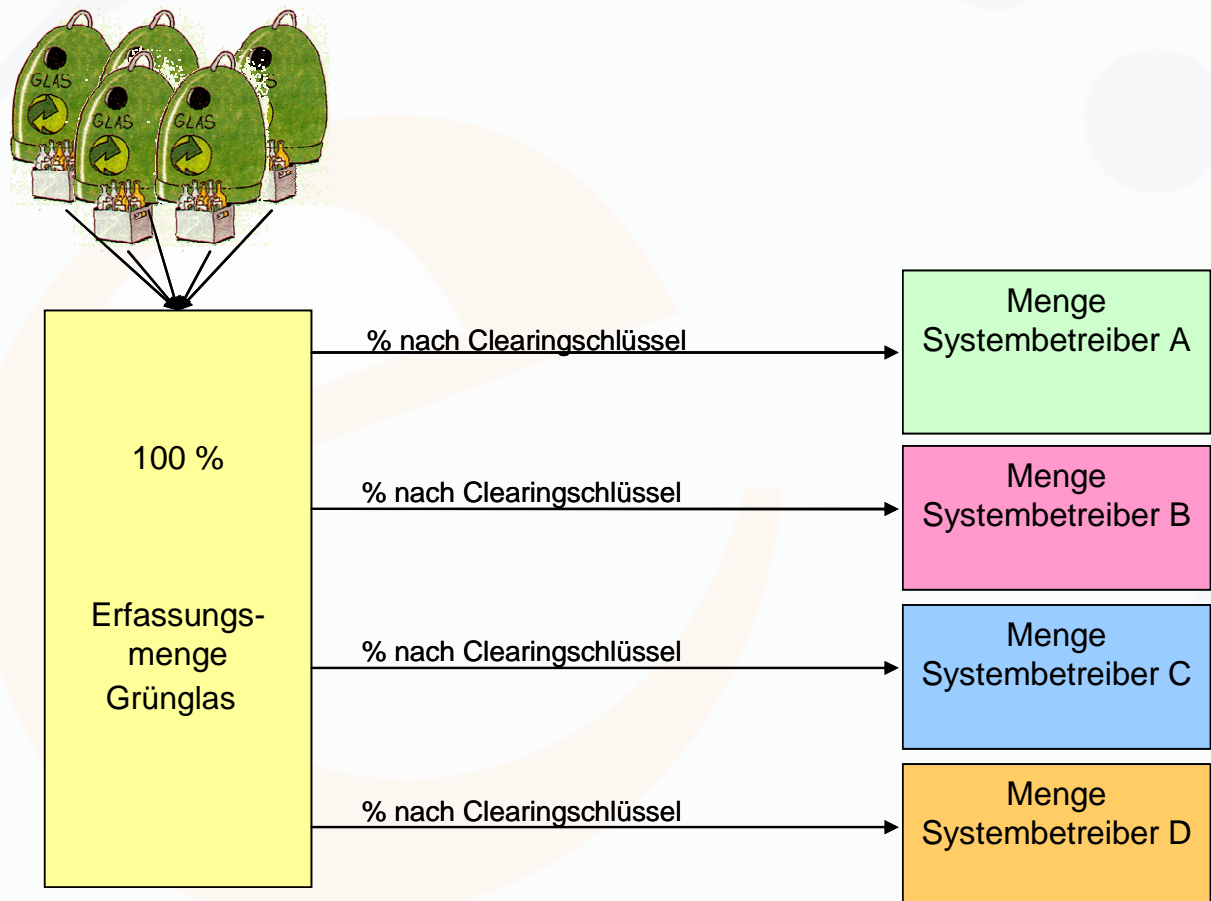 GLAS
GLAS
GLAS
100 %
Erfassungs-
menge
Grünglas
% nach Clearingschlüssel
% nach Clearingschlüssel
% nach Clearingschlüssel
% nach Clearingschlüssel
Menge
Systembetreiber A
Menge
Systembetreiber B
Menge
Systembetreiber C
Menge
Systembetreiber D